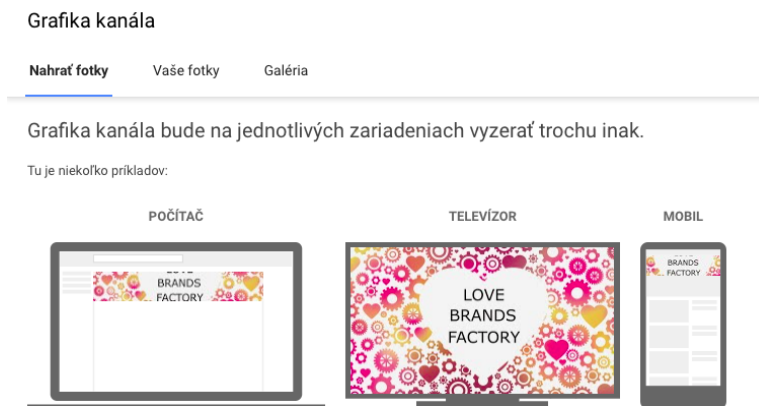 Grafika kanála
Nahrať fotky Vaše fotky Galéria
Grafika kanála bude na jednotlivých zariadeniach vyzerať trochu inak.
Tu je niekoľko príkladov:
POČÍTAČ TELEVÍZOR MOBIL
LOVE
BRANDS
FACTORY
LOVE
BRANDS
FACTORY
BRANDS
FACTORY